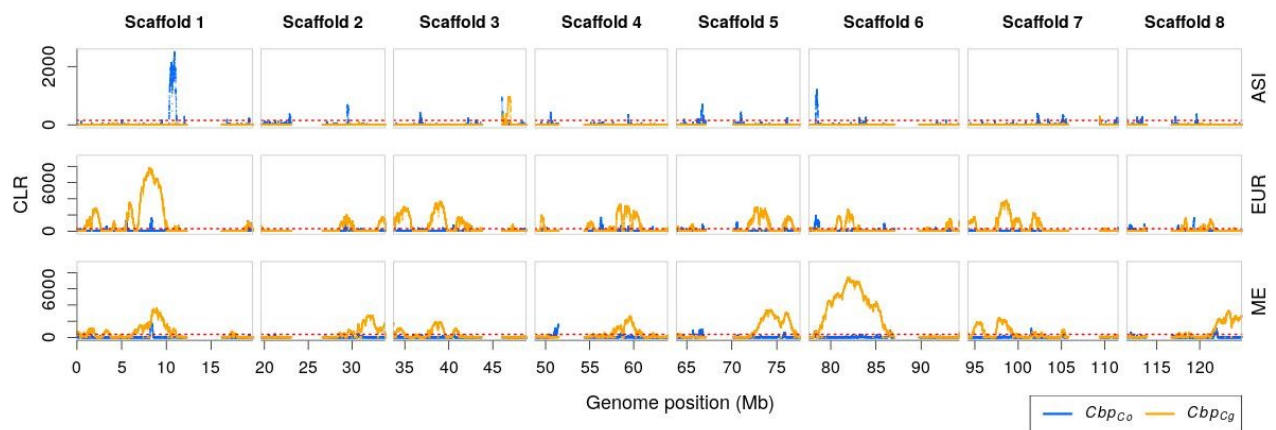 Scaffold 1 Scaffold 2 Scaffold 3 Scaffold 4 Scaffold 5 Scaffold 6 Scaffold 7 Scaffold 8
2000
0
ASI
6000
0
EUR
CLR
6000
0
ME
0 5 10 15 20 25 30 35 40 45 50 55 60 65 70 75 80 85 90 95 100 105 110 115 120
Genome position (Mb)
Cbp_Co Cbp_Cg